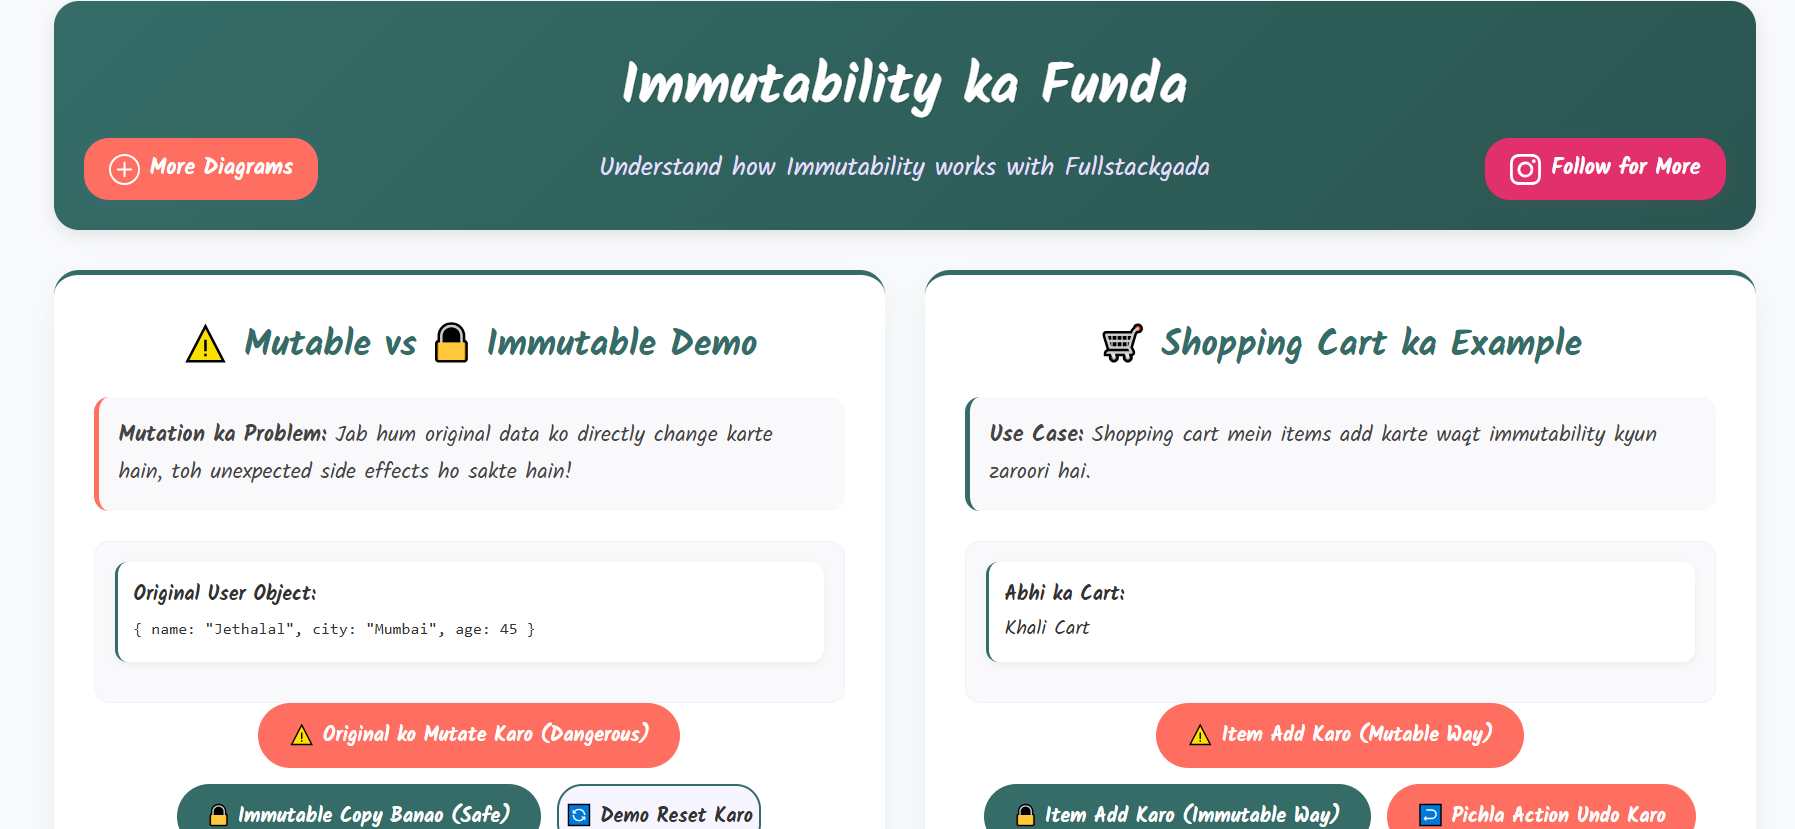 Immutability ka Funda
More Diagrams
Understand how Immutability works with Fullstackgada
Follow for More
Mutable vs Immutable Demo
Mutation ka Problem: Jab hum original data ko directly change karte
hain, toh unexpected side effects ho sakte hain!
Original User Object:
{ name: "Jethalal", city: "Mumbai", age: 45 }
Original ko Mutate Karo (Dangerous)
Immutable Copy Banao (Safe)
Demo Reset Karo
Shopping Cart ka Example
Use Case: Shopping cart mein items add karte waqt immutability kyun
zaroori hai.
Abhi ka Cart:
Khali Cart
Item Add Karo (Mutable Way)
Item Add Karo (Immutable Way)
Pichla Action Undo Karo